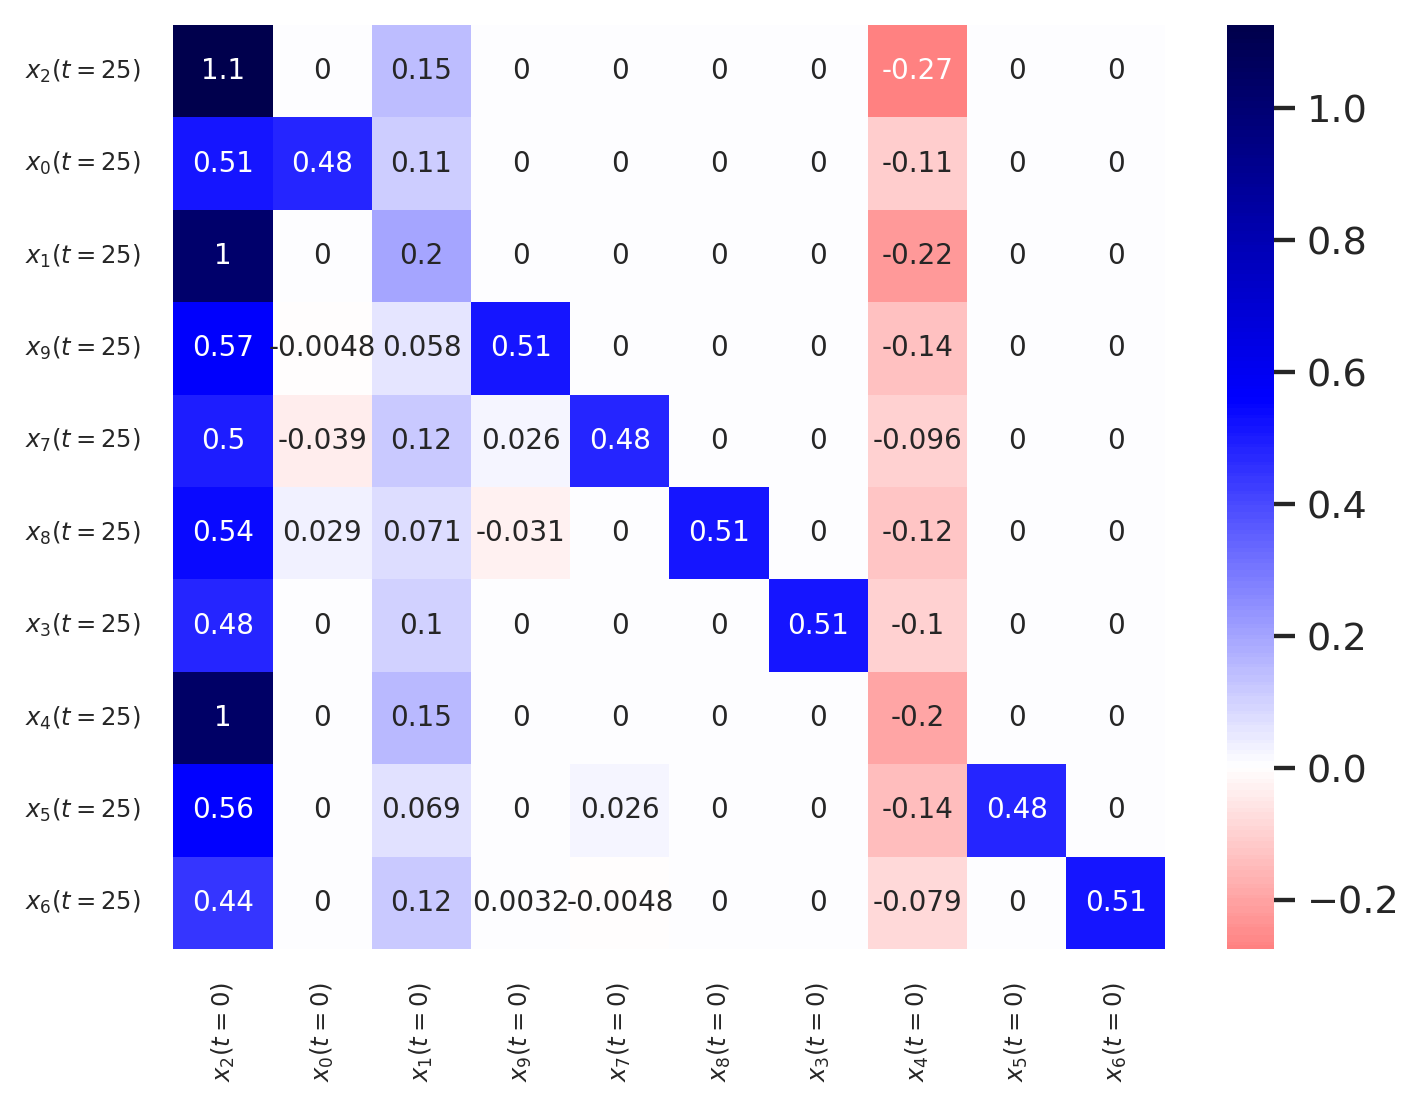 x₂(t = 25) 1.1 0 0.15 0 0 0 0 -0.27 0 0
x₀(t = 25) 0.51 0.48 0.11 0 0 0 0 -0.11 0 0
x₁(t = 25) 1 0 0.2 0 0 0 0 -0.22 0 0
x₉(t = 25) 0.57 -0.0048 0.058 0.51 0 0 0 -0.14 0 0
x₇(t = 25) 0.5 -0.039 0.12 0.026 0.48 0 0 -0.096 0 0
x₈(t = 25) 0.54 0.029 0.071 -0.031 0 0.51 0 -0.12 0 0
x₃(t = 25) 0.48 0 0.1 0 0 0 0.51 -0.1 0 0
x₄(t = 25) 1 0 0.15 0 0 0 0 -0.2 0 0
x₅(t = 25) 0.56 0 0.069 0 0.026 0 0 -0.14 0.48 0
x₆(t = 25) 0.44 0 0.12 0.0032 -0.0048 0 0 -0.079 0 0.51
x₂(t = 0)
x₀(t = 0)
x₁(t = 0)
x₉(t = 0)
x₇(t = 0)
x₈(t = 0)
x₃(t = 0)
x₄(t = 0)
x₅(t = 0)
x₆(t = 0)
1.0
0.8
0.6
0.4
0.2
0.0
−0.2